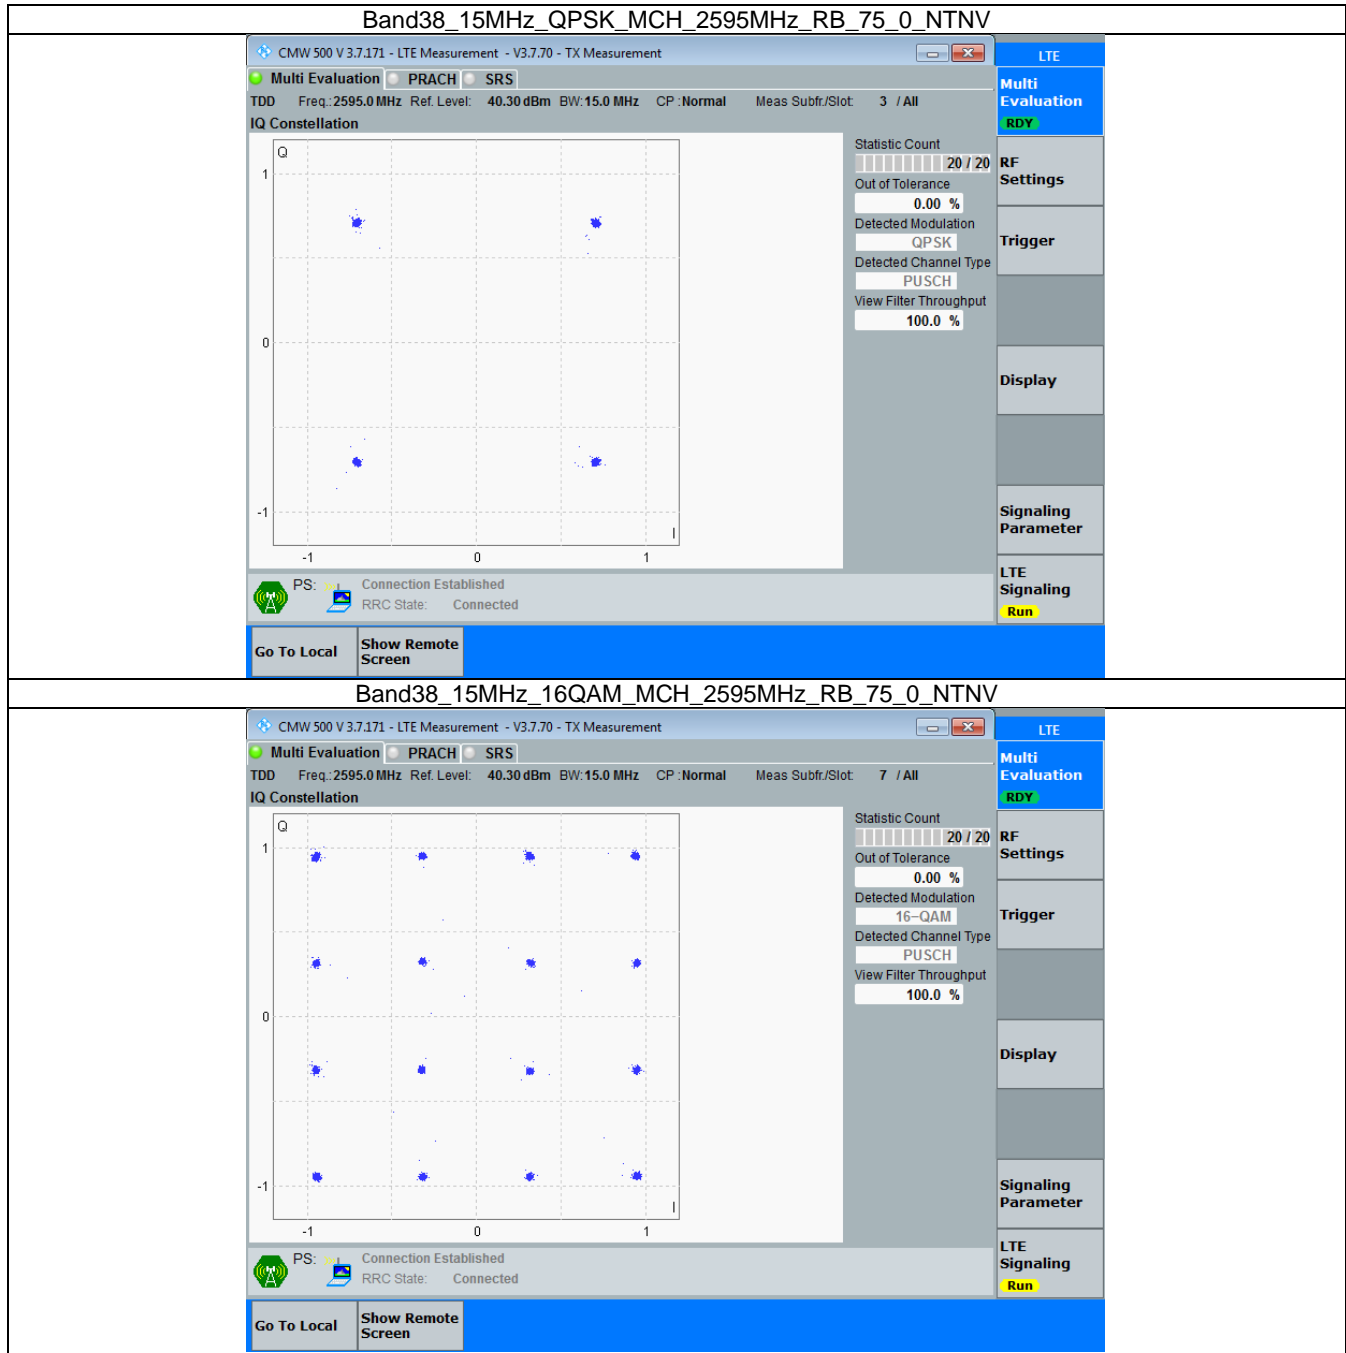 Band38_15MHz_QPSK_MCH_2595MHz_RB_75_0_NTNV
CMW 500 V 3.7.171 - LTE Measurement - V3.7.70 - TX Measurement
LTE
Multi Evaluation PRACH SRS
TDD Freq.:2595.0 MHz Ref. Level: 40.30 dBm BW:15.0 MHz CP :Normal Meas Subfr./Slot: 3 / All
IQ Constellation
Q
1
0
-1
I
-1 0 1
Statistic Count
20 / 20
Out of Tolerance
0.00 %
Detected Modulation
QPSK
Detected Channel Type
PUSCH
View Filter Throughput
100.0 %
Multi
Evaluation
RDY
RF
Settings
Trigger
Display
Signaling
Parameter
LTE
Signaling
Run
PS: Connection Established
RRC State: Connected
Go To Local
Show Remote
Screen
Band38_15MHz_16QAM_MCH_2595MHz_RB_75_0_NTNV
CMW 500 V 3.7.171 - LTE Measurement - V3.7.70 - TX Measurement
LTE
Multi Evaluation PRACH SRS
TDD Freq.:2595.0 MHz Ref. Level: 40.30 dBm BW:15.0 MHz CP :Normal Meas Subfr./Slot: 7 / All
IQ Constellation
Q
1
0
-1
I
-1 0 1
Statistic Count
20 / 20
Out of Tolerance
0.00 %
Detected Modulation
16-QAM
Detected Channel Type
PUSCH
View Filter Throughput
100.0 %
Multi
Evaluation
RDY
RF
Settings
Trigger
Display
Signaling
Parameter
LTE
Signaling
Run
PS: Connection Established
RRC State: Connected
Go To Local
Show Remote
Screen